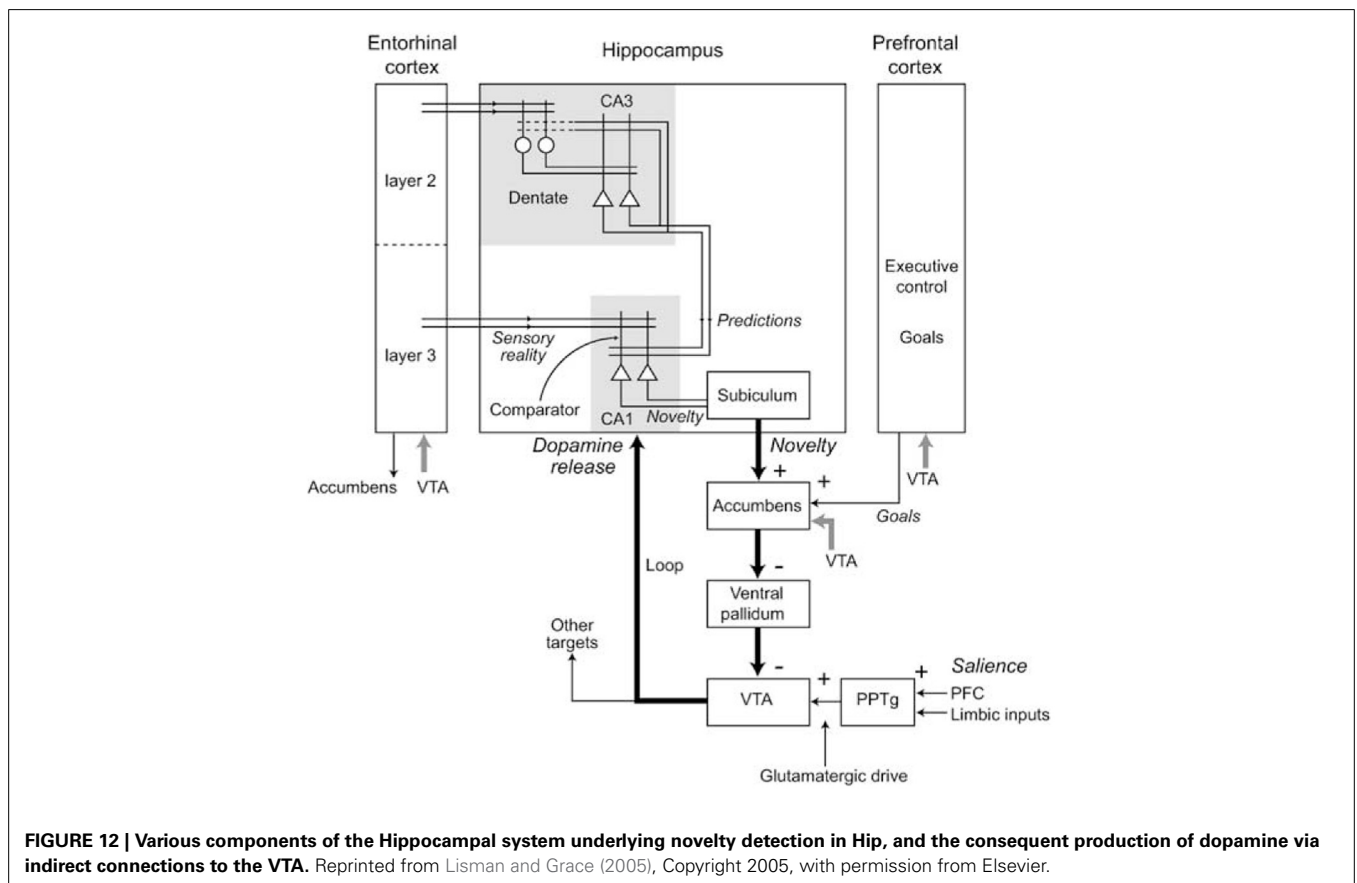 Entorhinal
cortex
Hippocampus
Prefrontal
cortex
CA3
layer 2
Dentate
Executive
control
Goals
Predictions
Sensory
reality
layer 3
Comparator
CA1
Novelty
Subiculum
Dopamine
release
Novelty
Accumbens
VTA
+
+
VTA
Accumbens
Goals
VTA
-
Loop
Ventral
pallidum
Other
targets
-
+
+
Salience
VTA
PPTg
PFC
Limbic inputs
Glutamatergic drive
FIGURE 12 | Various components of the Hippocampal system underlying novelty detection in Hip, and the consequent production of dopamine via
indirect connections to the VTA. Reprinted from Lisman and Grace (2005), Copyright 2005, with permission from Elsevier.